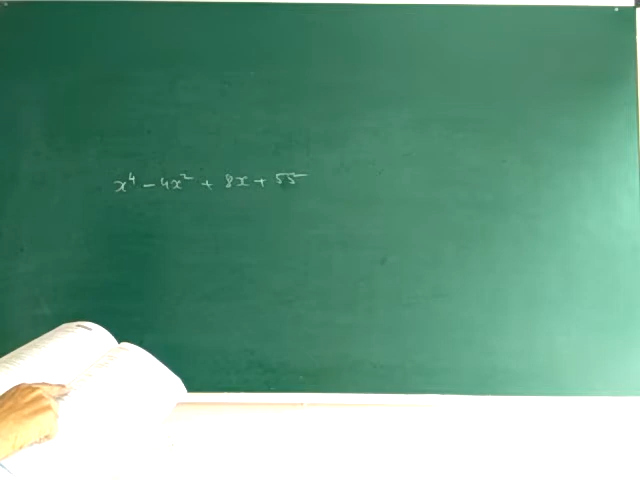 x⁴ - 4x² + 8x + 55